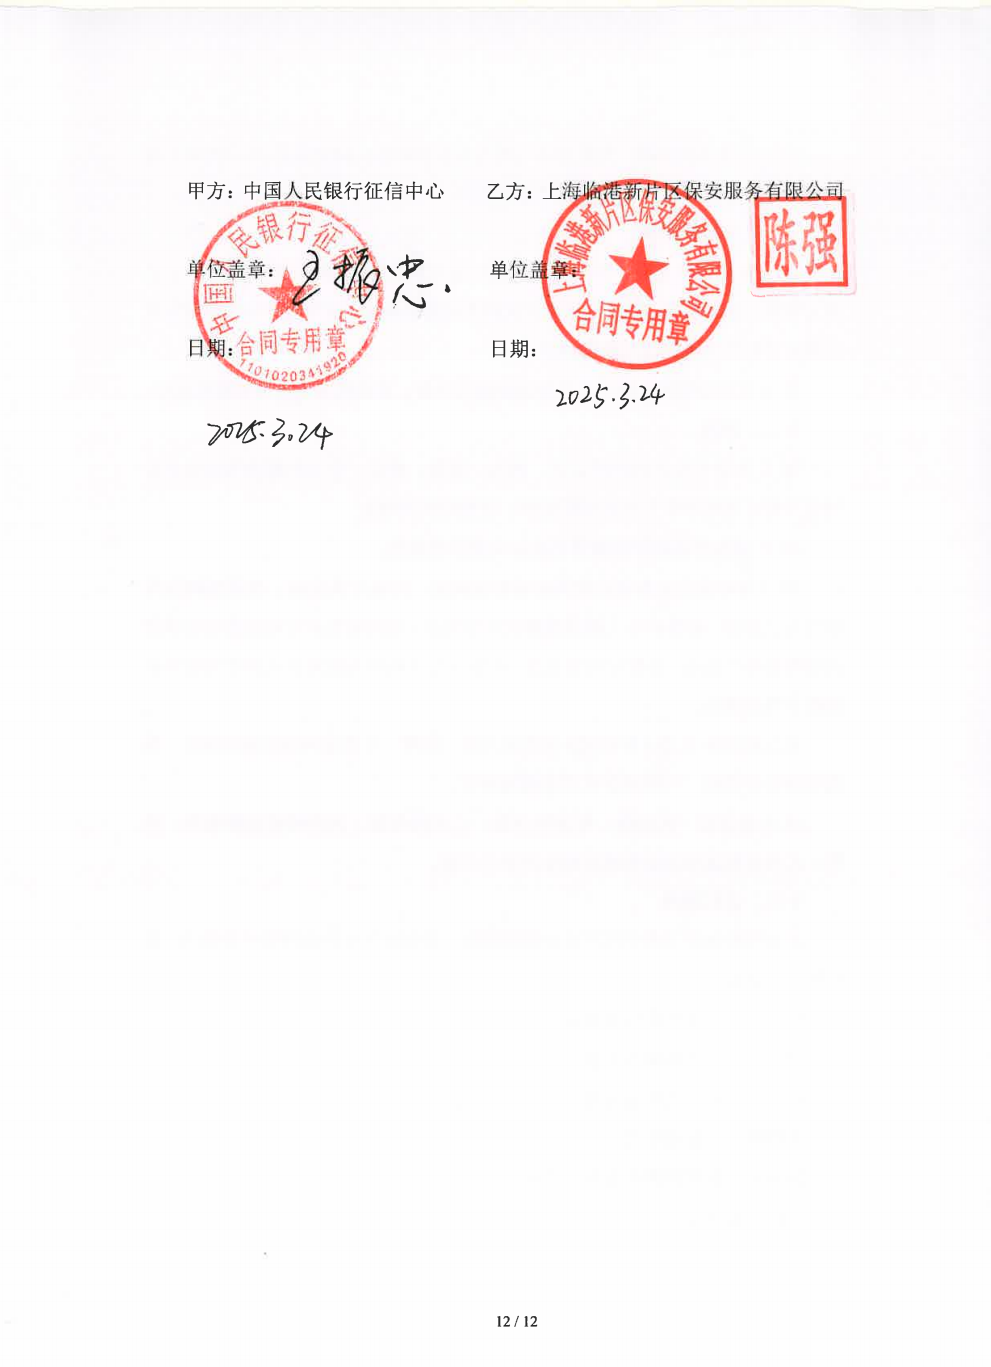 甲方：中国人民银行征信中心
乙方：上海临港新片区保安服务有限公司
单位盖章：
王振忠.
单位盖章：
日期：
日期：
2025.3.24
2025.3.24
中国人民银行征信中心
合同专用章
1101020341920
上海临港新片区保安服务有限公司
合同专用章
陈强
12 / 12